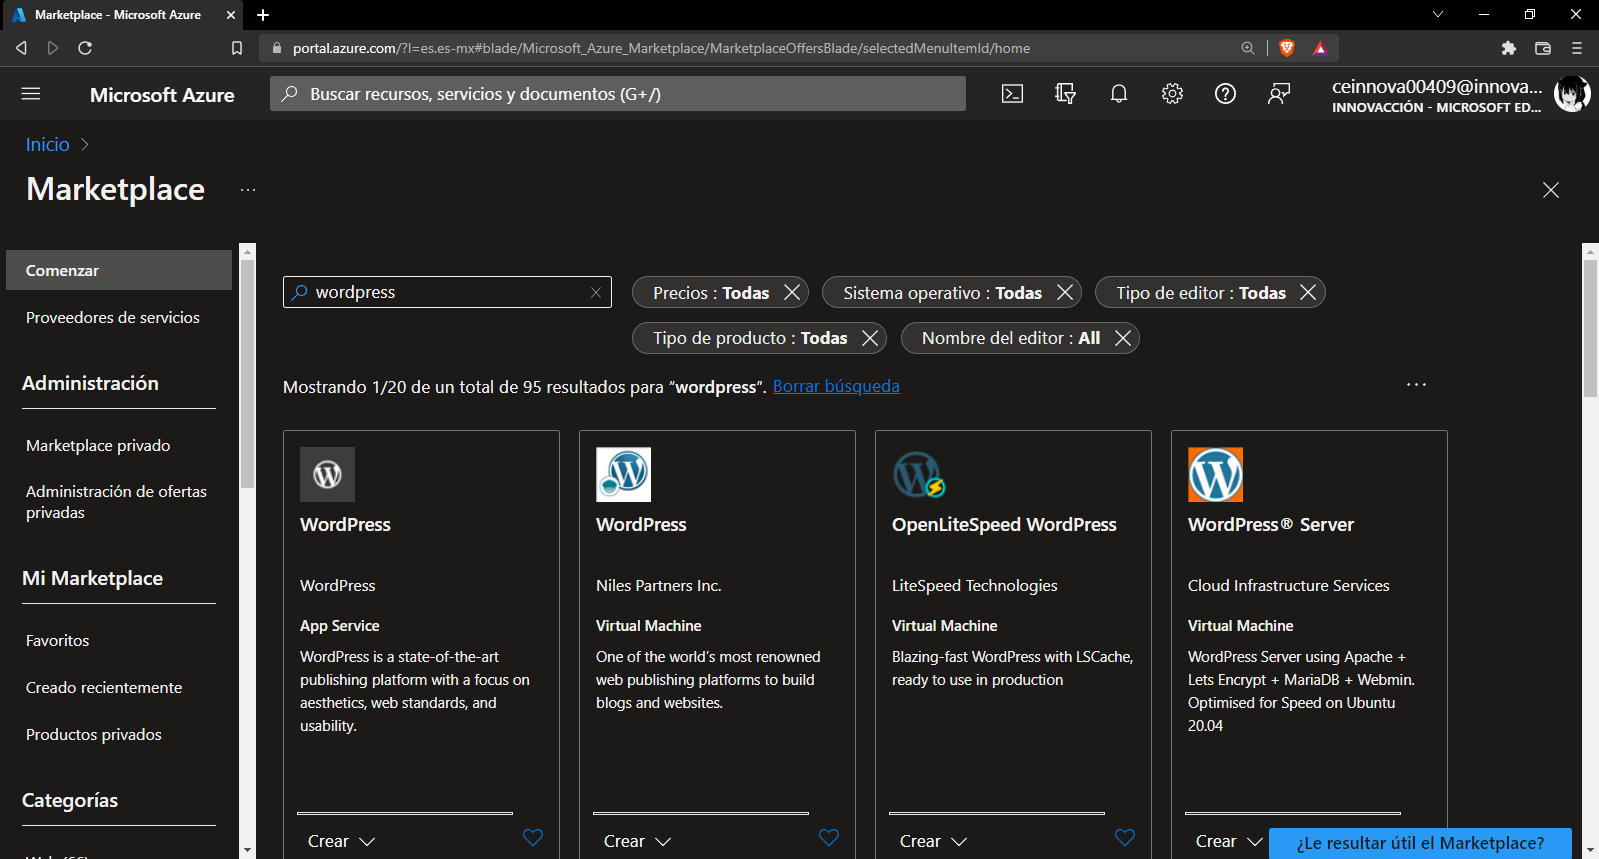 Marketplace - Microsoft Azure
portal.azure.com/?l=es.es-mx#blade/Microsoft_Azure_Marketplace/MarketplaceOffersBlade/selectedMenuItemId/home
Microsoft Azure
Buscar recursos, servicios y documentos (G+/)
ceinnova00409@innova...
INNOVACCIÓN - MICROSOFT ED...
Inicio
Marketplace
Comenzar
Proveedores de servicios
Administración
Marketplace privado
Administración de ofertas
privadas
Mi Marketplace
Favoritos
Creado recientemente
Productos privados
Categorías
wordpress
Precios : Todas
Sistema operativo : Todas
Tipo de editor : Todas
Tipo de producto : Todas
Nombre del editor : All
Mostrando 1/20 de un total de 95 resultados para “wordpress”. Borrar búsqueda
WordPress
WordPress
App Service
WordPress is a state-of-the-art
publishing platform with a focus on
aesthetics, web standards, and
usability.
Crear
WordPress
Niles Partners Inc.
Virtual Machine
One of the world's most renowned
web publishing platforms to build
blogs and websites.
Crear
OpenLiteSpeed WordPress
LiteSpeed Technologies
Virtual Machine
Blazing-fast WordPress with LSCache,
ready to use in production
Crear
WordPress® Server
Cloud Infrastructure Services
Virtual Machine
WordPress Server using Apache +
Lets Encrypt + MariaDB + Webmin.
Optimised for Speed on Ubuntu
20.04
Crear
¿Le resultar útil el Marketplace?